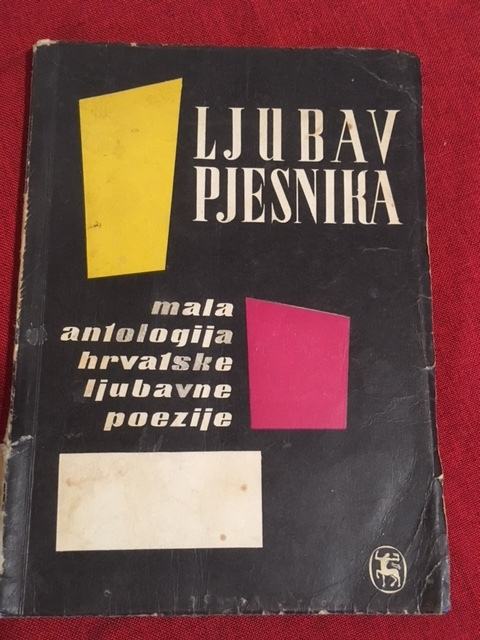 LJUBAV
PJESNIKA
mala
antologija
hrvatske
ljubavne
poezije